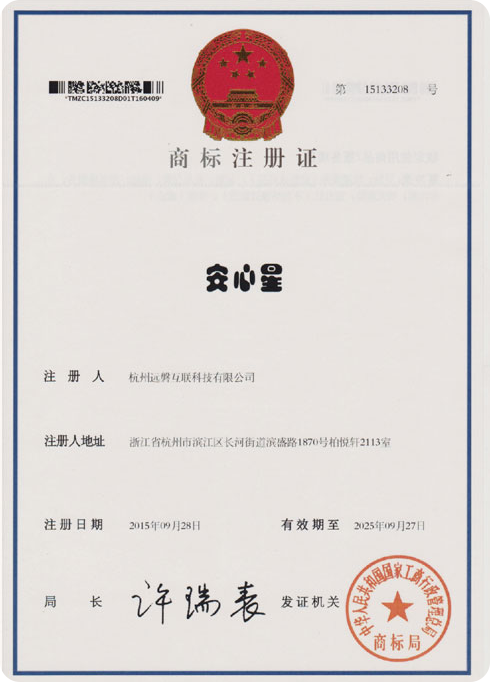 *TMZC15133208D01T160409*
第 15133208 号
商标注册证
安心星
注册人 杭州远磐互联科技有限公司
注册人地址 浙江省杭州市滨江区长河街道滨盛路1870号柏悦轩2113室
注册日期 2015年09月28日 有效期至 2025年09月27日
局长 许瑞表 发证机关
中华人民共和国国家工商行政管理总局
商标局